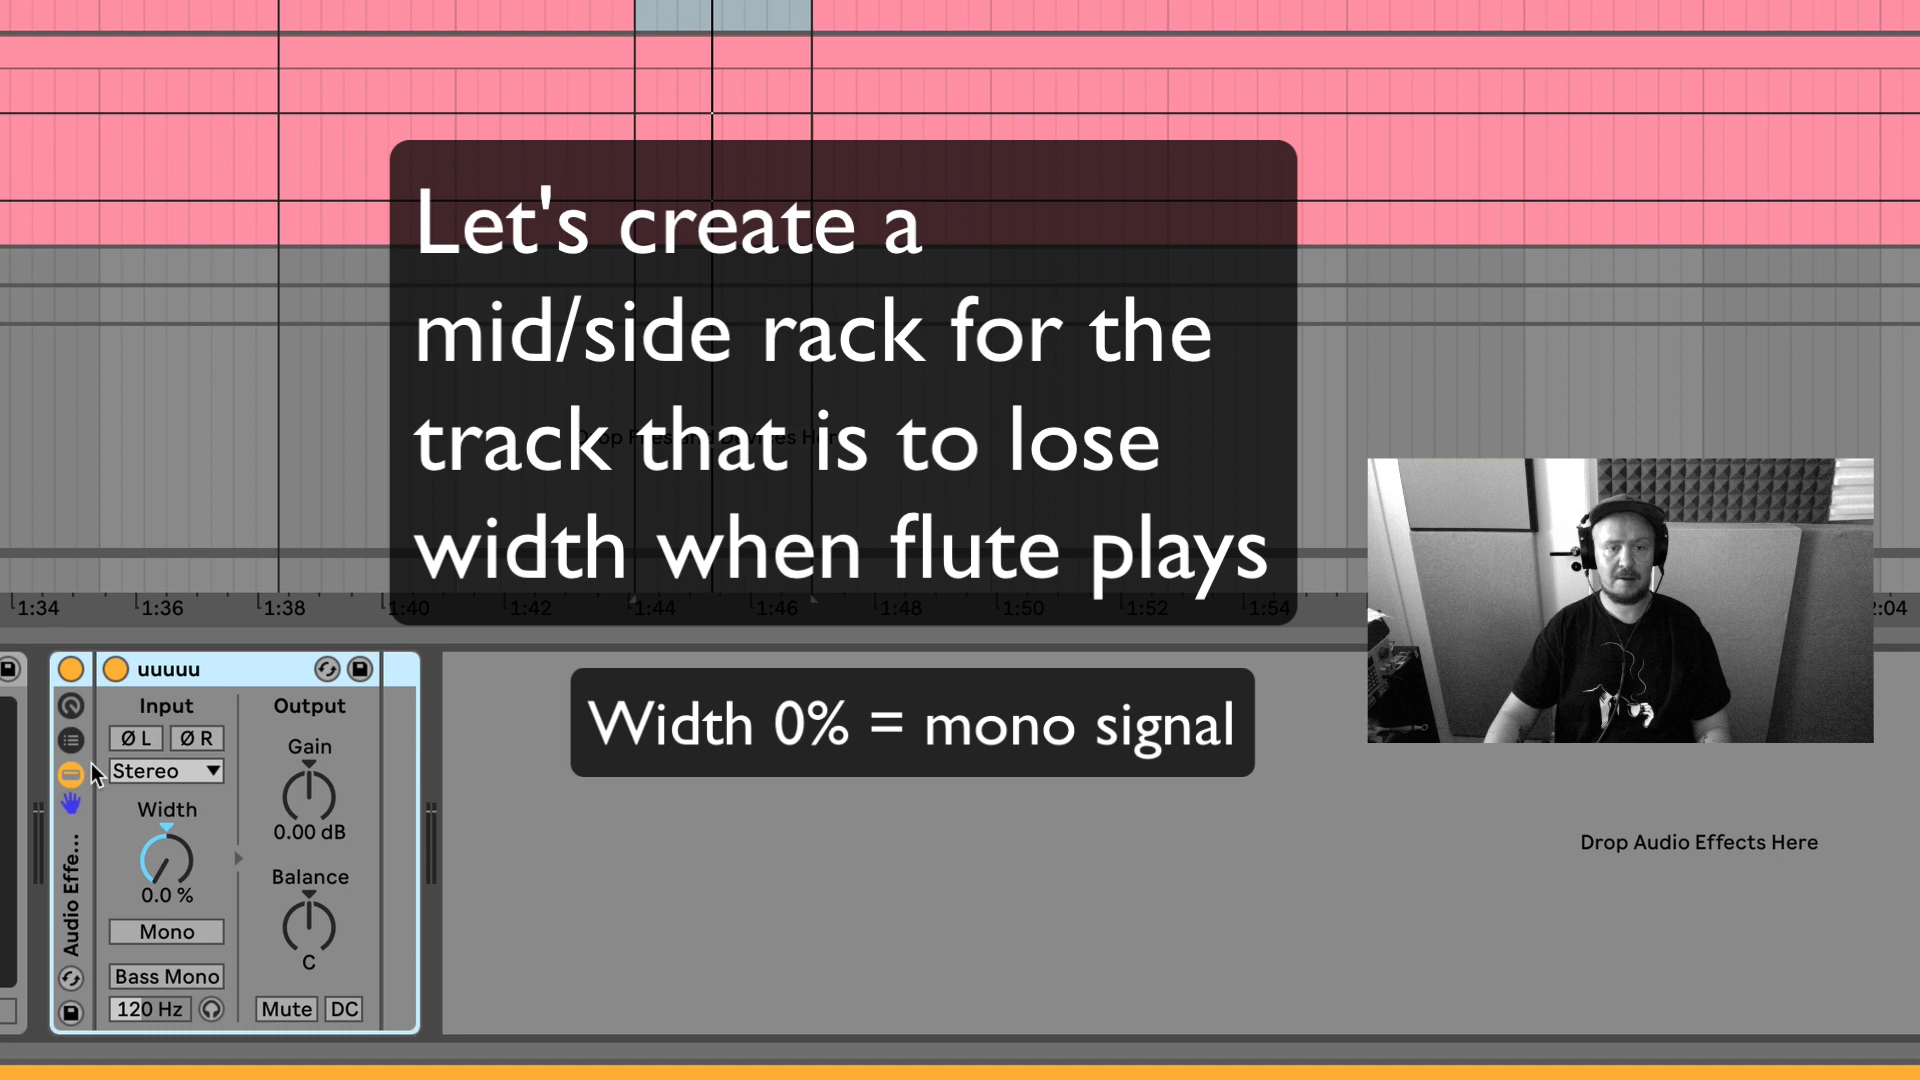 Let's create a
mid/side rack for the
track that is to lose
width when flute plays
1:34 1:36 1:38 1:40 1:42 1:44 1:46 1:48 1:50 1:52 1:54 2:04
uuuuu
Input Output
Ø L Ø R
Gain
Stereo
Width
0.00 dB
Balance
0.0 %
Mono
C
Bass Mono
120 Hz Mute DC
Audio Effe...
Width 0% = mono signal
Drop Audio Effects Here